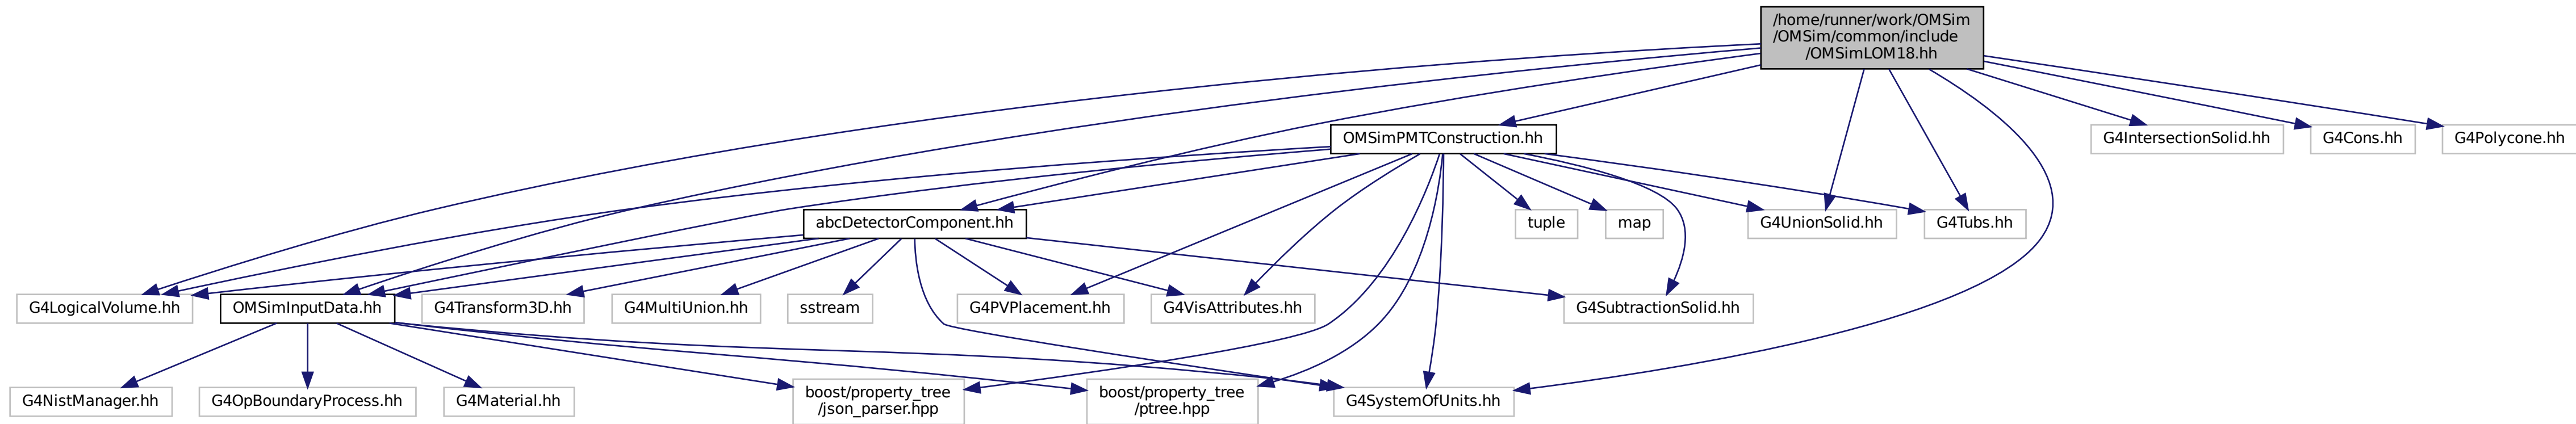 /home/runner/work/OMSim
/OMSim/common/include
/OMSimLOM18.hh
OMSimPMTConstruction.hh
G4IntersectionSolid.hh
G4Cons.hh
G4Polycone.hh
abcDetectorComponent.hh
tuple
map
G4UnionSolid.hh
G4Tubs.hh
G4LogicalVolume.hh
OMSimInputData.hh
G4Transform3D.hh
G4MultiUnion.hh
sstream
G4PVPlacement.hh
G4VisAttributes.hh
G4SubtractionSolid.hh
G4NistManager.hh
G4OpBoundaryProcess.hh
G4Material.hh
boost/property_tree
/json_parser.hpp
boost/property_tree
/ptree.hpp
G4SystemOfUnits.hh